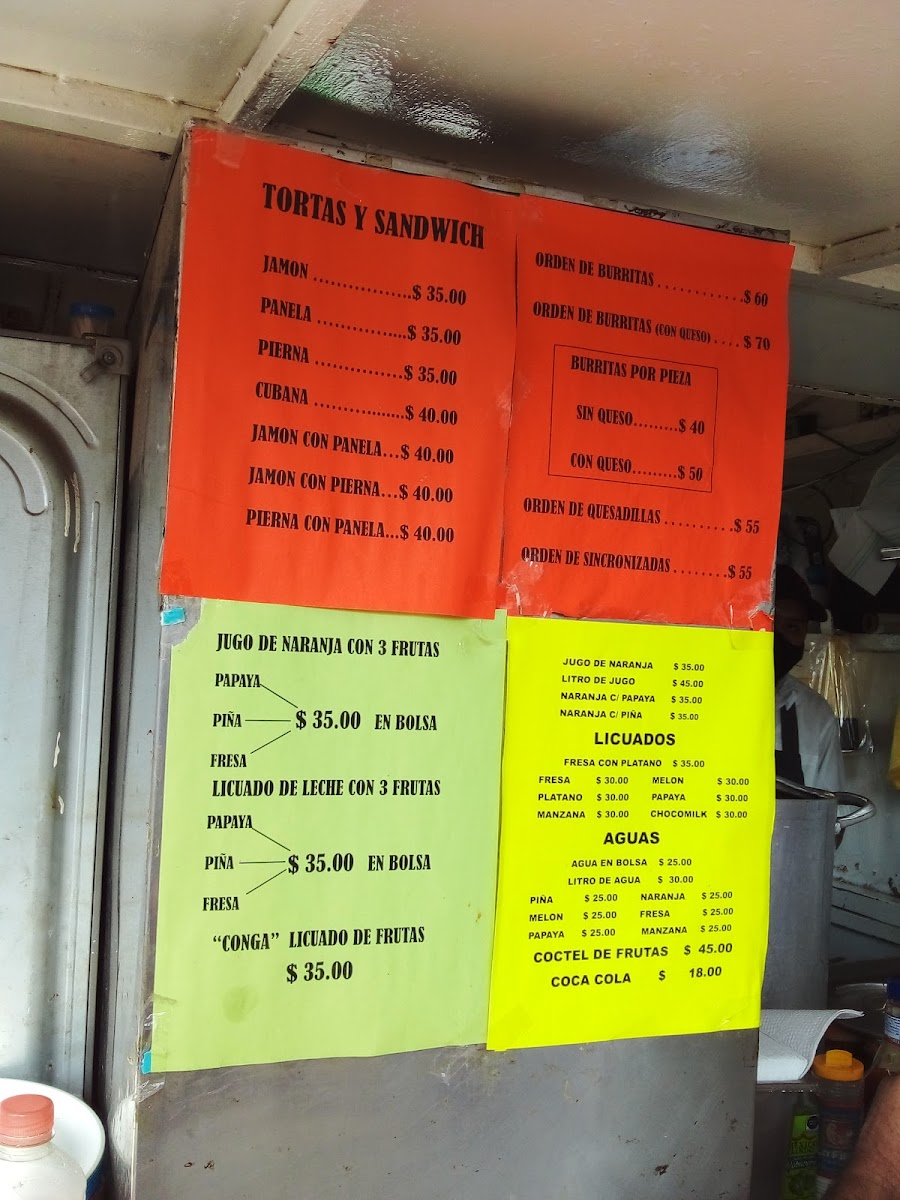 TORTAS Y SANDWICH
JAMON .................$ 35.00
PANELA .................$ 35.00
PIERNA ................$ 35.00
CUBANA .................$ 40.00
JAMON CON PANELA...$ 40.00
JAMON CON PIERNA...$ 40.00
PIERNA CON PANELA...$ 40.00
ORDEN DE BURRITAS ............$ 60
ORDEN DE BURRITAS (CON QUESO) .... $ 70
BURRITAS POR PIEZA
SIN QUESO.........$ 40
CON QUESO.........$ 50
ORDEN DE QUESADILLAS ..........$ 55
ORDEN DE SINCRONIZADAS ........$ 55
JUGO DE NARANJA CON 3 FRUTAS
PAPAYA
PIÑA $ 35.00 EN BOLSA
FRESA
LICUADO DE LECHE CON 3 FRUTAS
PAPAYA
PIÑA $ 35.00 EN BOLSA
FRESA
“CONGA” LICUADO DE FRUTAS
$ 35.00
JUGO DE NARANJA $ 35.00
LITRO DE JUGO $ 45.00
NARANJA C/ PAPAYA $ 35.00
NARANJA C/ PIÑA $ 35.00
LICUADOS
FRESA CON PLATANO $ 35.00
FRESA $ 30.00 MELON $ 30.00
PLATANO $ 30.00 PAPAYA $ 30.00
MANZANA $ 30.00 CHOCOMILK $ 30.00
AGUAS
AGUA EN BOLSA $ 25.00
LITRO DE AGUA $ 30.00
PIÑA $ 25.00 NARANJA $ 25.00
MELON $ 25.00 FRESA $ 25.00
PAPAYA $ 25.00 MANZANA $ 25.00
COCTEL DE FRUTAS $ 45.00
COCA COLA $ 18.00